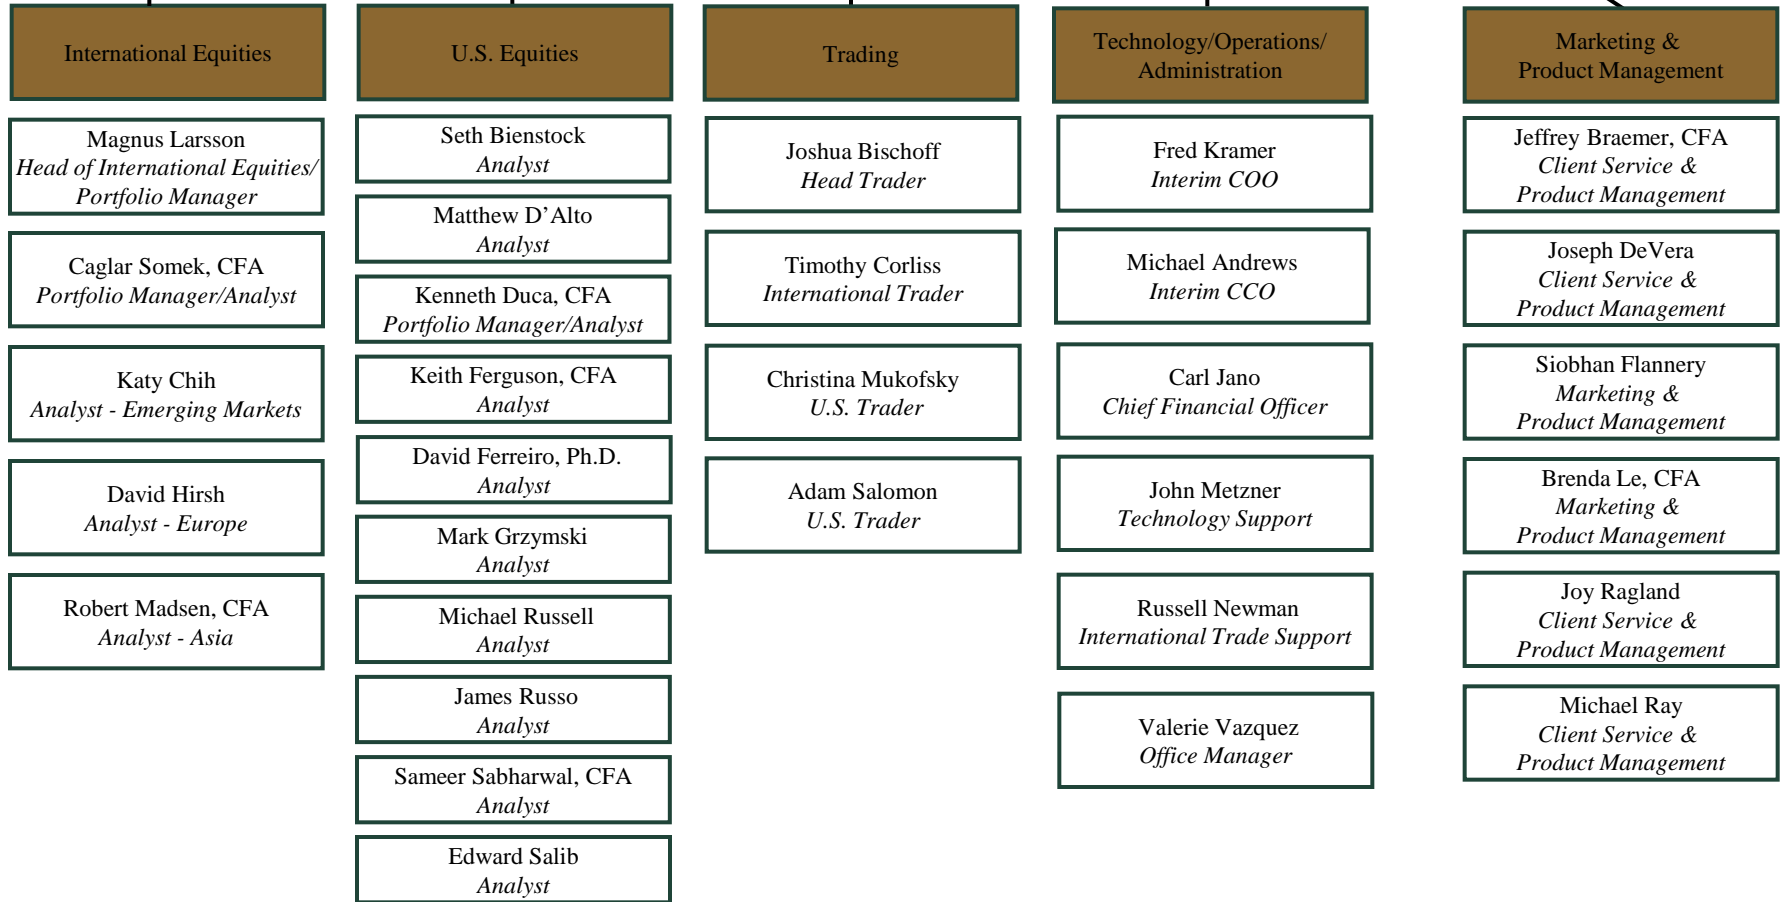 International Equities
Magnus Larsson
Head of International Equities/
Portfolio Manager
Caglar Somek, CFA
Portfolio Manager/Analyst
Katy Chih
Analyst - Emerging Markets
David Hirsh
Analyst - Europe
Robert Madsen, CFA
Analyst - Asia
U.S. Equities
Seth Bienstock
Analyst
Matthew D’Alto
Analyst
Kenneth Duca, CFA
Portfolio Manager/Analyst
Keith Ferguson, CFA
Analyst
David Ferreiro, Ph.D.
Analyst
Mark Grzymski
Analyst
Michael Russell
Analyst
James Russo
Analyst
Sameer Sabharwal, CFA
Analyst
Edward Salib
Analyst
Trading
Joshua Bischoff
Head Trader
Timothy Corliss
International Trader
Christina Mukofsky
U.S. Trader
Adam Salomon
U.S. Trader
Technology/Operations/
Administration
Fred Kramer
Interim COO
Michael Andrews
Interim CCO
Carl Jano
Chief Financial Officer
John Metzner
Technology Support
Russell Newman
International Trade Support
Valerie Vazquez
Office Manager
Marketing &
Product Management
Jeffrey Braemer, CFA
Client Service &
Product Management
Joseph DeVera
Client Service &
Product Management
Siobhan Flannery
Marketing &
Product Management
Brenda Le, CFA
Marketing &
Product Management
Joy Ragland
Client Service &
Product Management
Michael Ray
Client Service &
Product Management